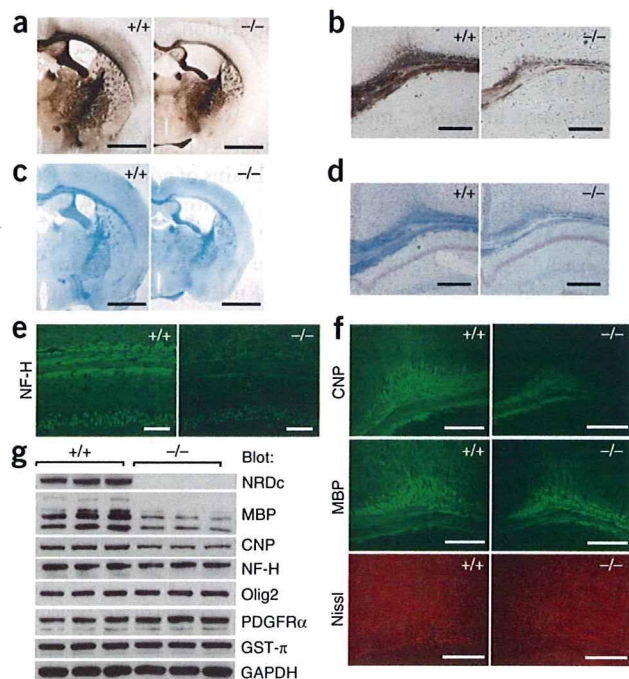 a
+/+
–/–
b
+/+
–/–
c
+/+
–/–
d
+/+
–/–
e
NF-H
+/+
–/–
f
CNP
+/+
–/–
MBP
+/+
–/–
Nissl
+/+
–/–
g
+/+
–/–
Blot:
NRDc
MBP
CNP
NF-H
Olig2
PDGFRα
GST-π
GAPDH